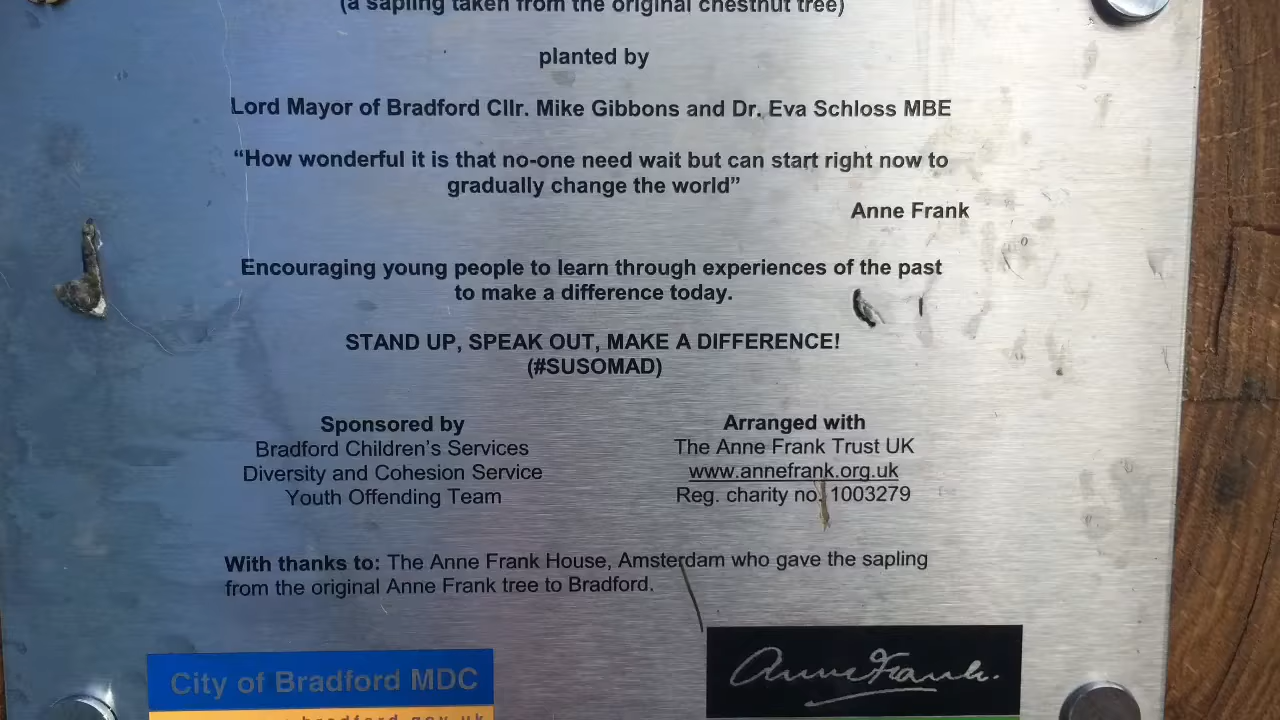 (a sapling taken from the original chestnut tree)
planted by
Lord Mayor of Bradford Cllr. Mike Gibbons and Dr. Eva Schloss MBE
“How wonderful it is that no-one need wait but can start right now to
gradually change the world”
Anne Frank
Encouraging young people to learn through experiences of the past
to make a difference today.
STAND UP, SPEAK OUT, MAKE A DIFFERENCE!
(#SUSOMAD)
Sponsored by
Bradford Children’s Services
Diversity and Cohesion Service
Youth Offending Team
Arranged with
The Anne Frank Trust UK
www.annefrank.org.uk
Reg. charity no. 1003279
With thanks to: The Anne Frank House, Amsterdam who gave the sapling
from the original Anne Frank tree to Bradford.
City of Bradford MDC
bradford.gov.uk
Anne Frank.